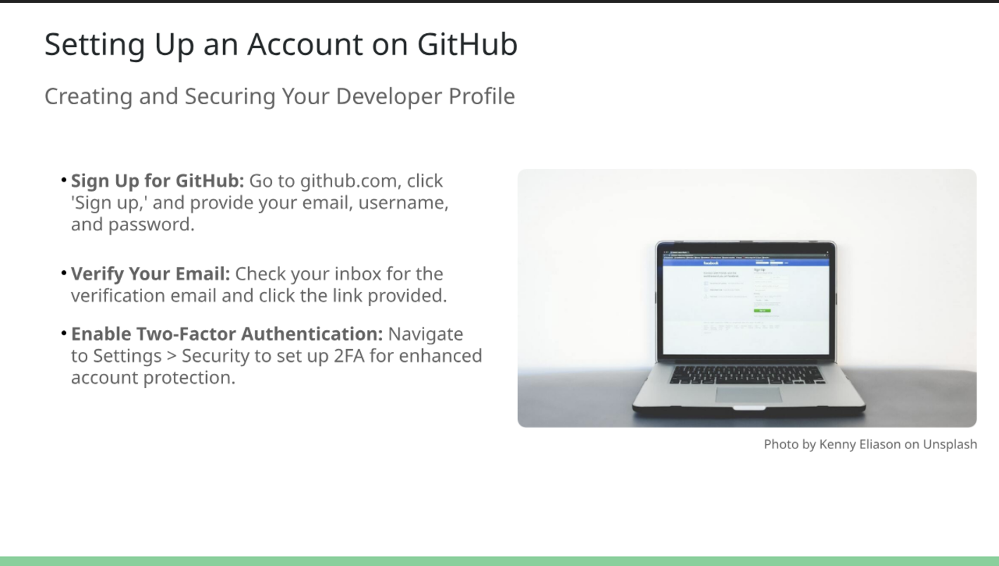 Setting Up an Account on GitHub
Creating and Securing Your Developer Profile
• Sign Up for GitHub: Go to github.com, click
'Sign up,' and provide your email, username,
and password.
• Verify Your Email: Check your inbox for the
verification email and click the link provided.
• Enable Two-Factor Authentication: Navigate
to Settings > Security to set up 2FA for enhanced
account protection.
facebook
Sign Up
Photo by Kenny Eliason on Unsplash